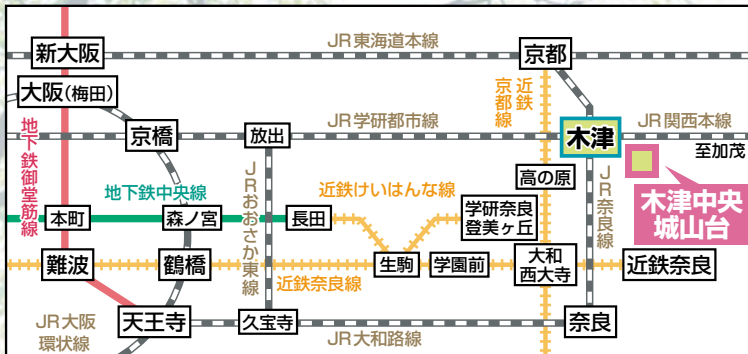 JR東海道本線
新大阪
京都
大阪(梅田)
近鉄
京都線
地下鉄御堂筋線
京橋
放出
JR学研都市線
木津
JR関西本線
至加茂
高の原
JRおおさか東線
JR奈良線
地下鉄中央線
近鉄けいはんな線
学研奈良
登美ヶ丘
木津中央
城山台
本町
森ノ宮
長田
難波
鶴橋
生駒
学園前
大和
西大寺
近鉄奈良
近鉄奈良線
JR大阪
環状線
天王寺
久宝寺
奈良
JR大和路線